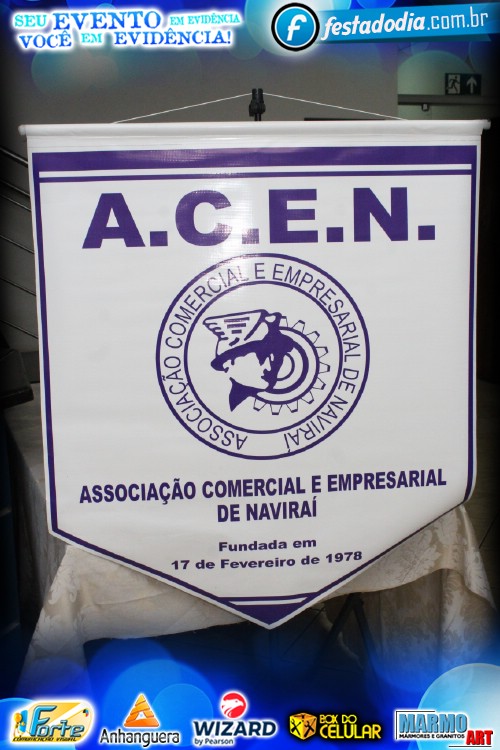 SEU EVENTO EM EVIDÊNCIA
VOCÊ EM EVIDÊNCIA!
f festadodia.com.br
A.C.E.N.
ASSOCIAÇÃO COMERCIAL E EMPRESARIAL DE NAVIRAÍ
ASSOCIAÇÃO COMERCIAL E EMPRESARIAL
DE NAVIRAÍ
Fundada em
17 de Fevereiro de 1978
Forte
COMUNICAÇÃO VISUAL
Anhanguera
WIZARD
by Pearson
BOX DO
CELULAR
MARMO
MÁRMORES E GRANITOS
ART